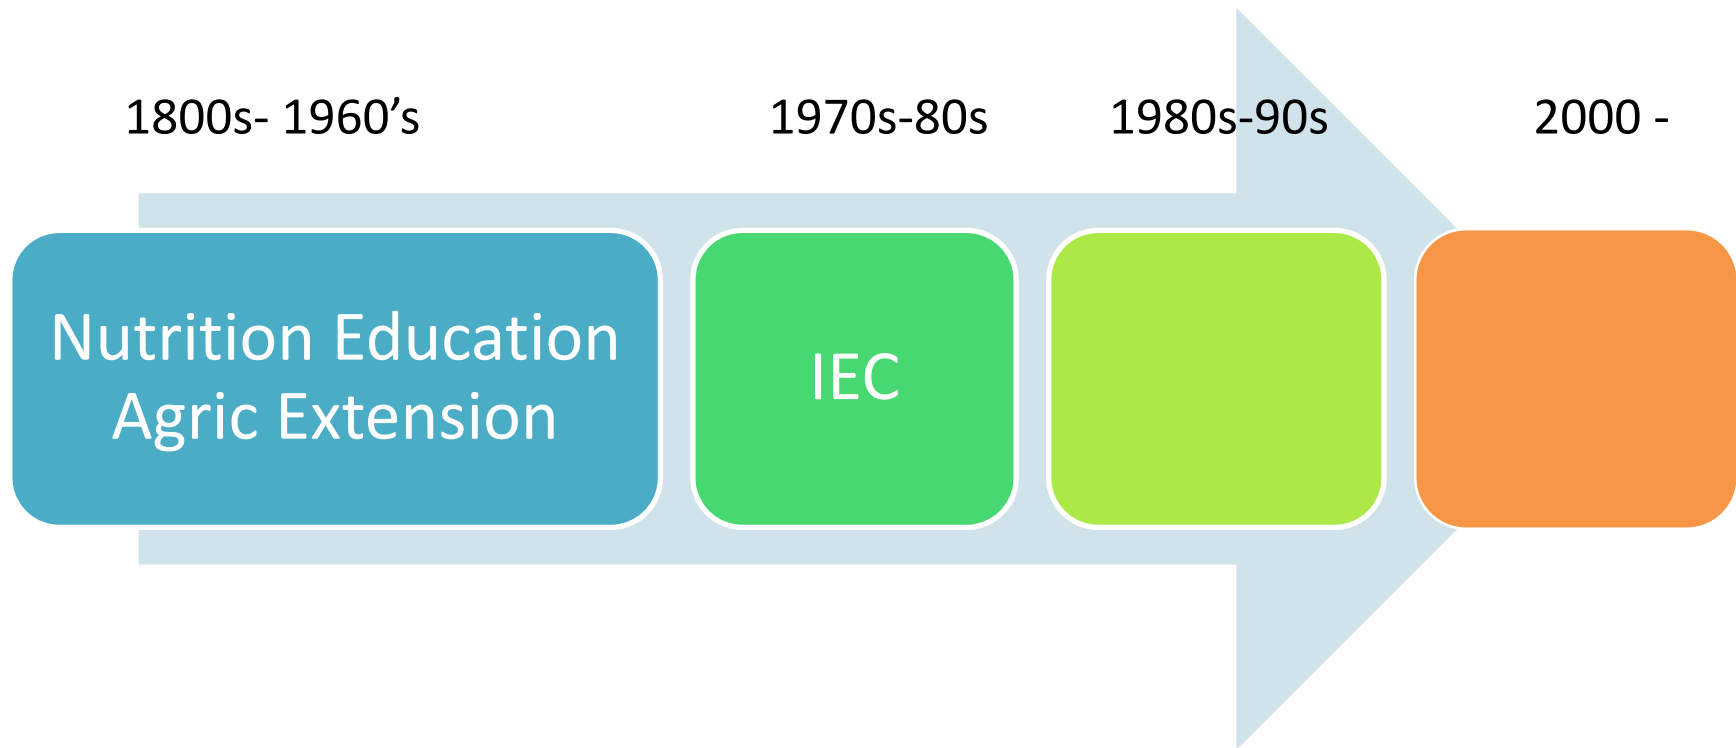 1800s- 1960’s
1970s-80s
1980s-90s
2000 -
Nutrition Education
Agric Extension
IEC